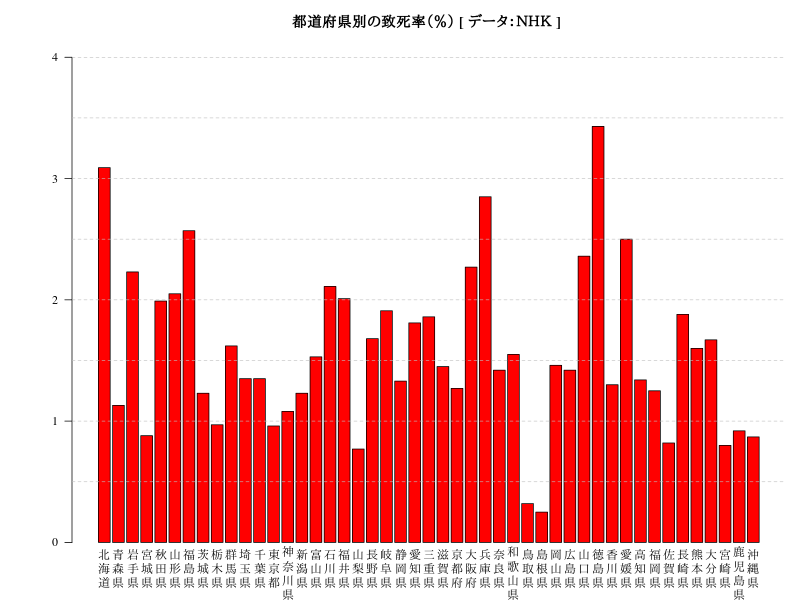 都道府県別の致死率(%) [ データ:NHK ]
4
3
2
1
0
北海道
青森県
岩手県
宮城県
秋田県
山形県
福島県
茨城県
栃木県
群馬県
埼玉県
千葉県
東京都
神奈川県
新潟県
富山県
石川県
福井県
山梨県
長野県
岐阜県
静岡県
愛知県
三重県
滋賀県
京都府
大阪府
兵庫県
奈良県
和歌山県
鳥取県
島根県
岡山県
広島県
山口県
徳島県
香川県
愛媛県
高知県
福岡県
佐賀県
長崎県
熊本県
大分県
宮崎県
鹿児島県
沖縄県